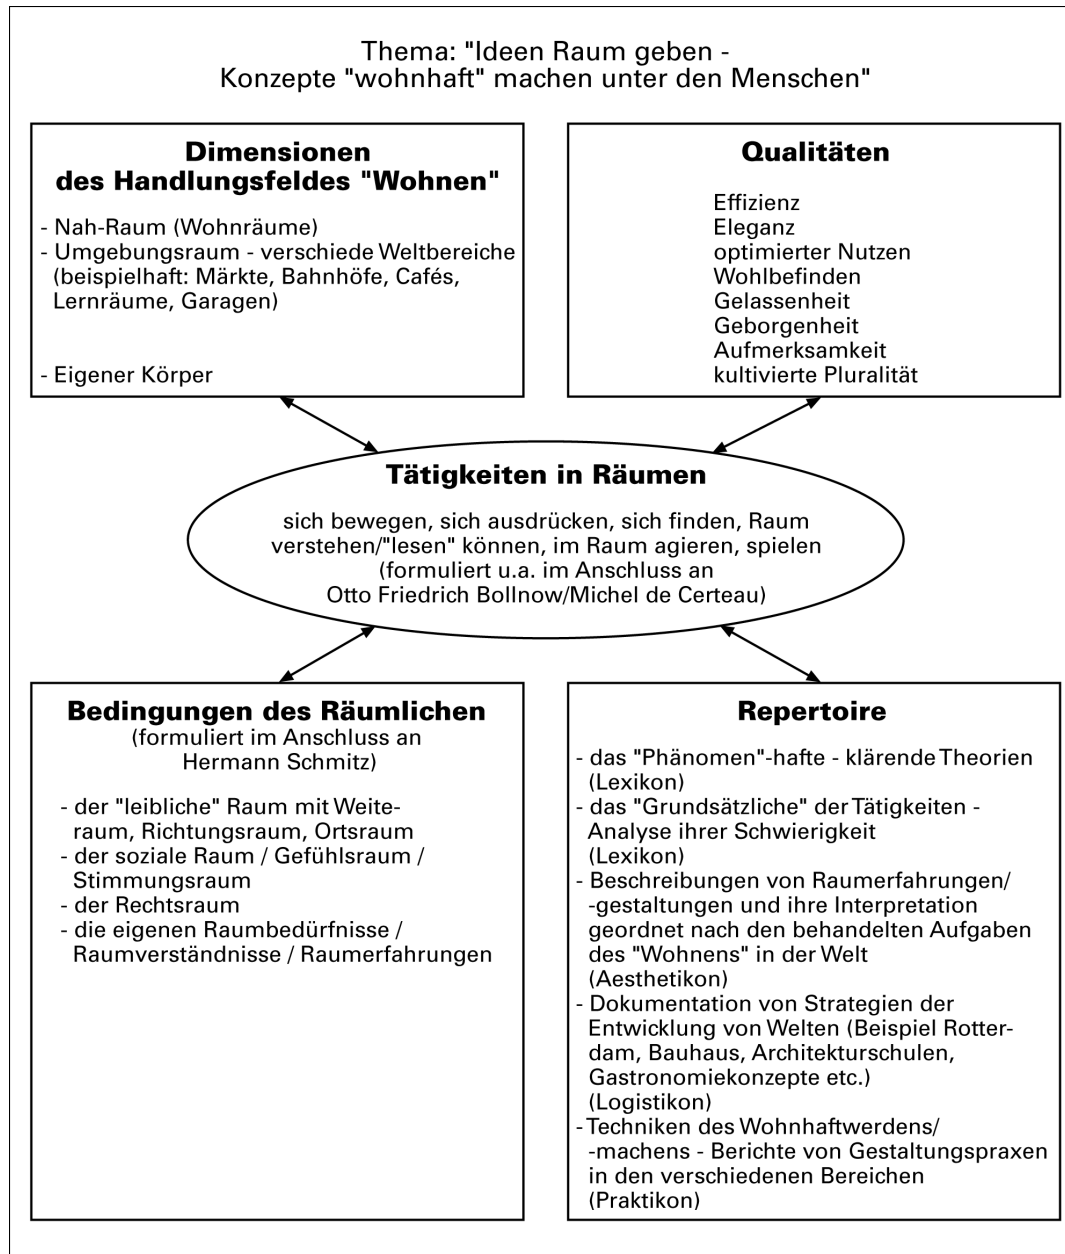 Thema: "Ideen Raum geben -
Konzepte "wohnhaft" machen unter den Menschen"
Dimensionen
des Handlungsfeldes "Wohnen"
- Nah-Raum (Wohnräume)
- Umgebungsraum - verschiede Weltbereiche
(beispielhaft: Märkte, Bahnhöfe, Cafés,
Lernräume, Garagen)
- Eigener Körper
Qualitäten
Effizienz
Eleganz
optimierter Nutzen
Wohlbefinden
Gelassenheit
Geborgenheit
Aufmerksamkeit
kultivierte Pluralität
Tätigkeiten in Räumen
sich bewegen, sich ausdrücken, sich finden, Raum
verstehen/"lesen" können, im Raum agieren, spielen
(formuliert u.a. im Anschluss an
Otto Friedrich Bollnow/Michel de Certeau)
Bedingungen des Räumlichen
(formuliert im Anschluss an
Hermann Schmitz)
- der "leibliche" Raum mit Weite-
raum, Richtungsraum, Ortsraum
- der soziale Raum / Gefühlsraum /
Stimmungsraum
- der Rechtsraum
- die eigenen Raumbedürfnisse /
Raumverständnisse / Raumerfahrungen
Repertoire
- das "Phänomen"-hafte - klärende Theorien
(Lexikon)
- das "Grundsätzliche" der Tätigkeiten -
Analyse ihrer Schwierigkeit
(Lexikon)
- Beschreibungen von Raumerfahrungen/
-gestaltungen und ihre Interpretation
geordnet nach den behandelten Aufgaben
des "Wohnens" in der Welt
(Aesthetikon)
- Dokumentation von Strategien der
Entwicklung von Welten (Beispiel Rotter-
dam, Bauhaus, Architekturschulen,
Gastronomiekonzepte etc.)
(Logistikon)
- Techniken des Wohnhaftwerdens/
-machens - Berichte von Gestaltungspraxen
in den verschiedenen Bereichen
(Praktikon)